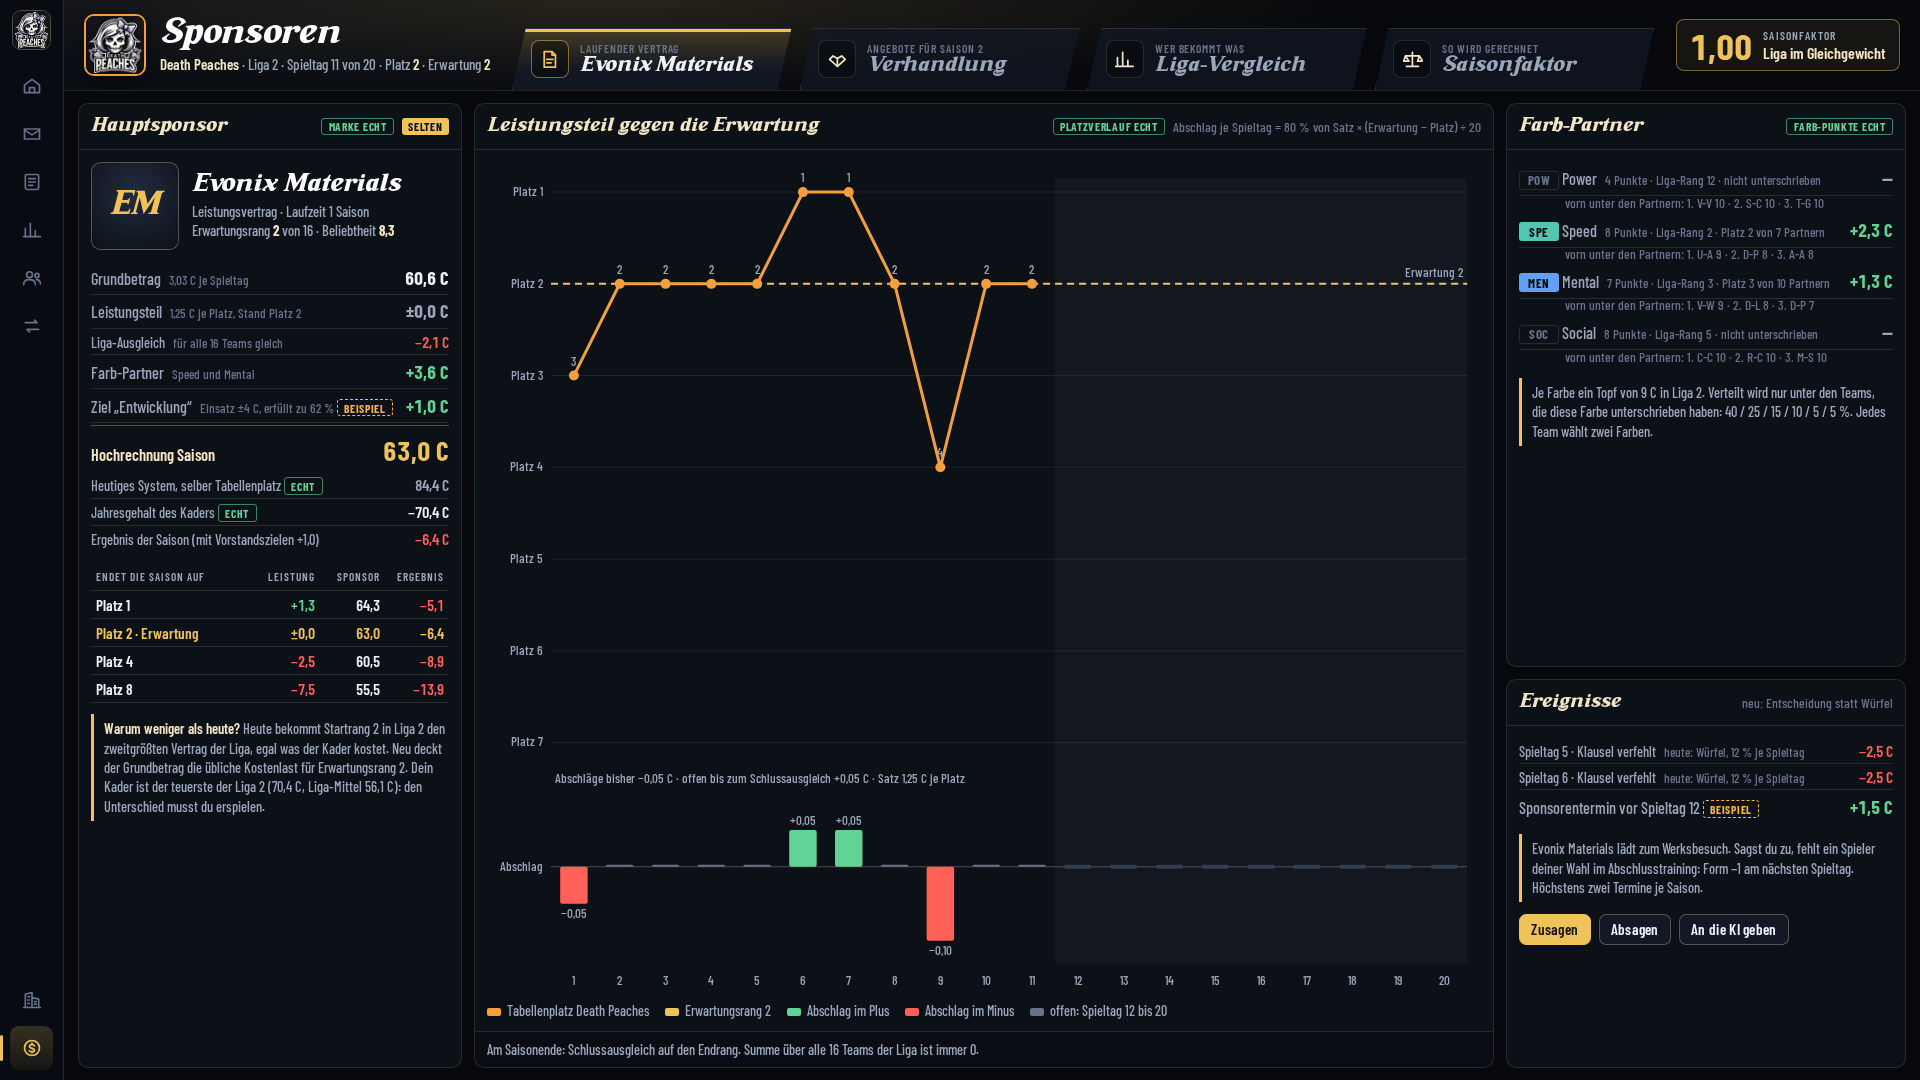 PEACHES
PEACHES
Sponsoren
Death Peaches · Liga 2 · Spieltag 11 von 20 · Platz 2 · Erwartung 2
LAUFENDER VERTRAG
Evonix Materials
ANGEBOTE FÜR SAISON 2
Verhandlung
WER BEKOMMT WAS
Liga-Vergleich
SO WIRD GERECHNET
Saisonfaktor
1,00
SAISONFAKTOR
Liga im Gleichgewicht
Hauptsponsor
MARKE ECHT
SELTEN
EM
Evonix Materials
Leistungsvertrag · Laufzeit 1 Saison
Erwartungsrang 2 von 16 · Beliebtheit 8,3
Grundbetrag 3,03 C je Spieltag 60,6 C
Leistungsteil 1,25 C je Platz, Stand Platz 2 ±0,0 C
Liga-Ausgleich für alle 16 Teams gleich −2,1 C
Farb-Partner Speed und Mental +3,6 C
Ziel „Entwicklung“ Einsatz ±4 C, erfüllt zu 62 % BEISPIEL +1,0 C
Hochrechnung Saison 63,0 C
Heutiges System, selber Tabellenplatz ECHT 84,4 C
Jahresgehalt des Kaders ECHT −70,4 C
Ergebnis der Saison (mit Vorstandszielen +1,0) −6,4 C
ENDET DIE SAISON AUF LEISTUNG SPONSOR ERGEBNIS
Platz 1 +1,3 64,3 −5,1
Platz 2 · Erwartung ±0,0 63,0 −6,4
Platz 4 −2,5 60,5 −8,9
Platz 8 −7,5 55,5 −13,9
Warum weniger als heute? Heute bekommt Startrang 2 in Liga 2 den
zweitgrößten Vertrag der Liga, egal was der Kader kostet. Neu deckt
der Grundbetrag die übliche Kostenlast für Erwartungsrang 2. Dein
Kader ist der teuerste der Liga 2 (70,4 C, Liga-Mittel 56,1 C): den
Unterschied musst du erspielen.
Leistungsteil gegen die Erwartung
PLATZVERLAUF ECHT
Abschlag je Spieltag = 80 % von Satz × (Erwartung − Platz) ÷ 20
Platz 1
Platz 2
Platz 3
Platz 4
Platz 5
Platz 6
Platz 7
3 2 2 2 2 1 1 2 4 2 2
Erwartung 2
Abschläge bisher −0,05 C · offen bis zum Schlussausgleich +0,05 C · Satz 1,25 C je Platz
Abschlag
−0,05 +0,05 +0,05 −0,10
1 2 3 4 5 6 7 8 9 10 11 12 13 14 15 16 17 18 19 20
Tabellenplatz Death Peaches
Erwartungsrang 2
Abschlag im Plus
Abschlag im Minus
offen: Spieltag 12 bis 20
Am Saisonende: Schlussausgleich auf den Endrang. Summe über alle 16 Teams der Liga ist immer 0.
Farb-Partner
FARB-PUNKTE ECHT
POW Power 4 Punkte · Liga-Rang 12 · nicht unterschrieben –
vorn unter den Partnern: 1. V-V 10 · 2. S-C 10 · 3. T-G 10
SPE Speed 8 Punkte · Liga-Rang 2 · Platz 2 von 7 Partnern +2,3 C
vorn unter den Partnern: 1. U-A 9 · 2. D-P 8 · 3. A-A 8
MEN Mental 7 Punkte · Liga-Rang 3 · Platz 3 von 10 Partnern +1,3 C
vorn unter den Partnern: 1. V-W 9 · 2. D-L 8 · 3. D-P 7
SOC Social 8 Punkte · Liga-Rang 5 · nicht unterschrieben –
vorn unter den Partnern: 1. C-C 10 · 2. R-C 10 · 3. M-S 10
Je Farbe ein Topf von 9 C in Liga 2. Verteilt wird nur unter den Teams,
die diese Farbe unterschrieben haben: 40 / 25 / 15 / 10 / 5 / 5 %. Jedes
Team wählt zwei Farben.
Ereignisse
neu: Entscheidung statt Würfel
Spieltag 5 · Klausel verfehlt heute: Würfel, 12 % je Spieltag −2,5 C
Spieltag 6 · Klausel verfehlt heute: Würfel, 12 % je Spieltag −2,5 C
Sponsorentermin vor Spieltag 12 BEISPIEL +1,5 C
Evonix Materials lädt zum Werksbesuch. Sagst du zu, fehlt ein Spieler
deiner Wahl im Abschlusstraining: Form −1 am nächsten Spieltag.
Höchstens zwei Termine je Saison.
Zusagen
Absagen
An die KI geben